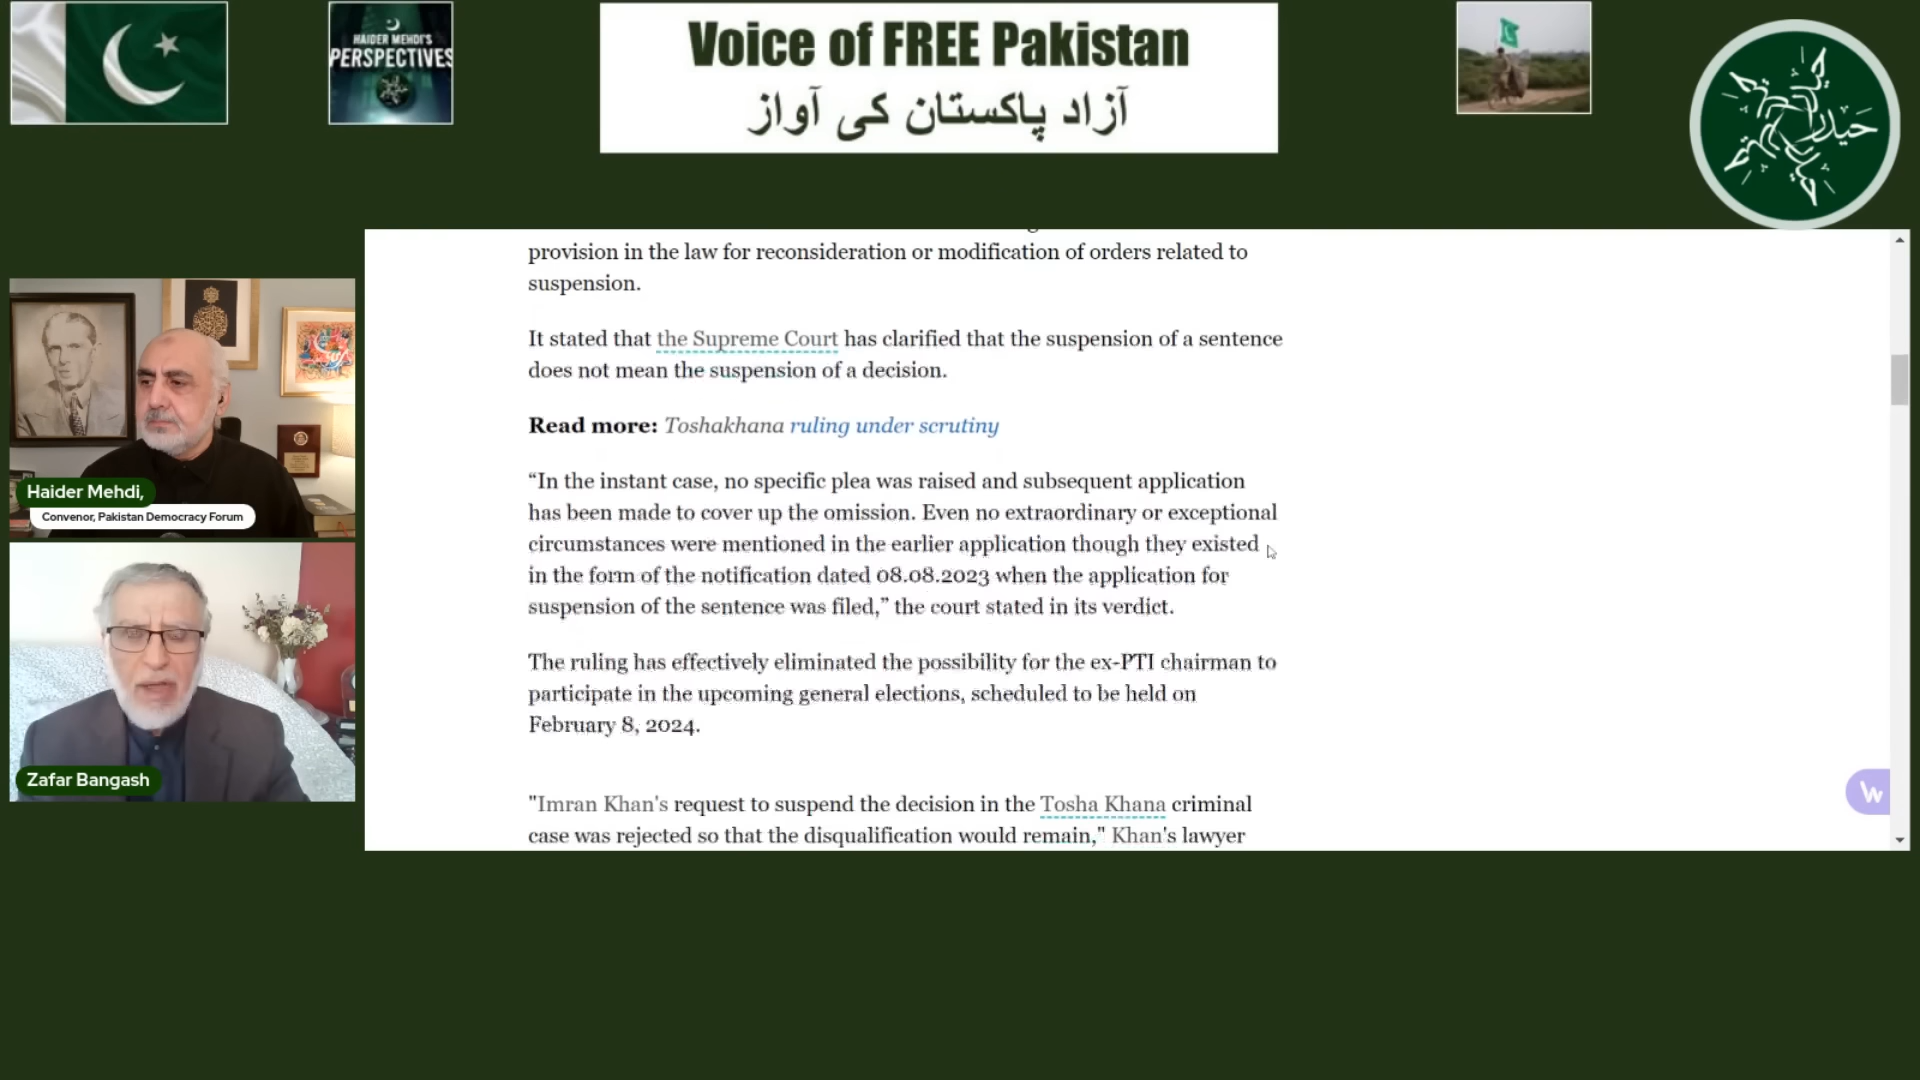 HAIDER MEHDI'S
PERSPECTIVES
Voice of FREE Pakistan
آزاد پاکستان کی آواز
حیدر
provision in the law for reconsideration or modification of orders related to
suspension.
It stated that the Supreme Court has clarified that the suspension of a sentence
does not mean the suspension of a decision.
Read more: Toshakhana ruling under scrutiny
“In the instant case, no specific plea was raised and subsequent application
has been made to cover up the omission. Even no extraordinary or exceptional
circumstances were mentioned in the earlier application though they existed
in the form of the notification dated 08.08.2023 when the application for
suspension of the sentence was filed,” the court stated in its verdict.
The ruling has effectively eliminated the possibility for the ex-PTI chairman to
participate in the upcoming general elections, scheduled to be held on
February 8, 2024.
"Imran Khan's request to suspend the decision in the Tosha Khana criminal
case was rejected so that the disqualification would remain," Khan's lawyer
Haider Mehdi,
Convenor, Pakistan Democracy Forum
Zafar Bangash